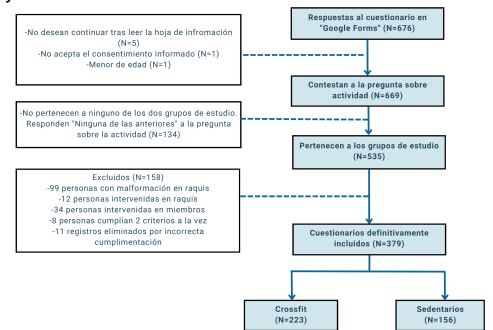 Respuestas al cuestionario en
"Google Forms" (N=676)
-No desean continuar tras leer la hoja de infromación
(N=5)
-No acepta el consentimiento informado (N=1)
-Menor de edad (N=1)
Contestan a la pregunta sobre
actividad (N=669)
-No pertenecen a ninguno de los dos grupos de estudio.
Responden "Ninguna de las anteriores" a la pregunta
sobre la actividad (N=134)
Pertenecen a los grupos de estudio
(N=535)
Excluidos (N=158)
-99 personas con malformación en raquis
-12 personas intervenidas en raquis
-34 personas intervenidas en miembros
-8 personas cumplian 2 criterios a la vez
-11 registros eliminados por incorrecta
cumplimentación
Cuestionarios definitivamente
incluidos (N=379)
Crossfit
(N=223)
Sedentarios
(N=156)